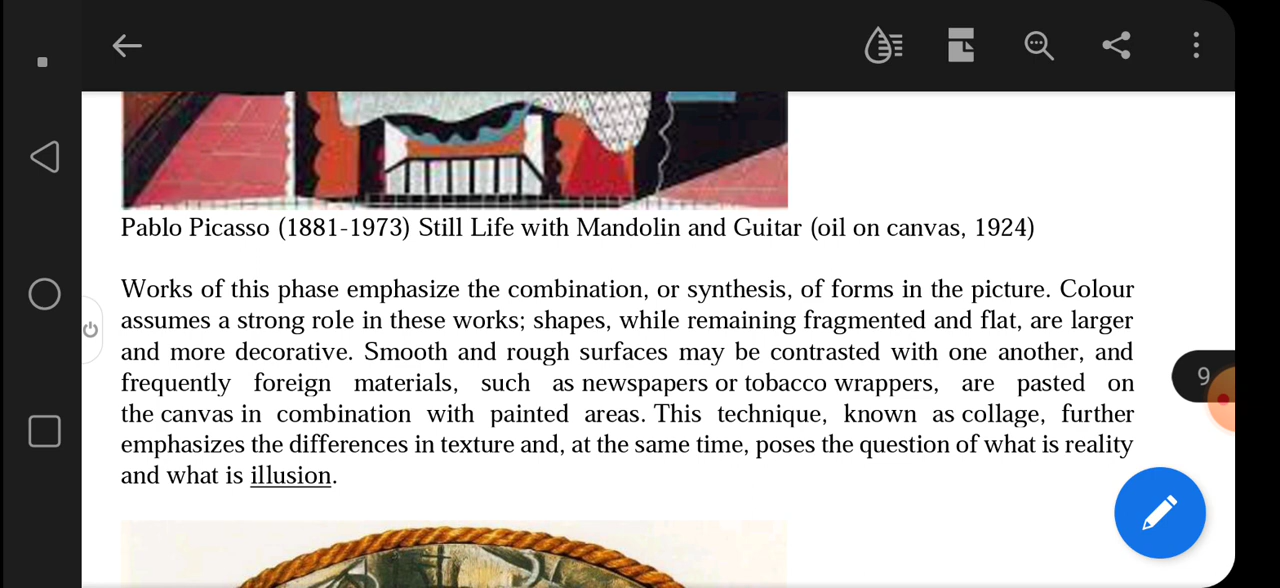 Pablo Picasso (1881-1973) Still Life with Mandolin and Guitar (oil on canvas, 1924)
Works of this phase emphasize the combination, or synthesis, of forms in the picture. Colour
assumes a strong role in these works; shapes, while remaining fragmented and flat, are larger
and more decorative. Smooth and rough surfaces may be contrasted with one another, and
frequently foreign materials, such as newspapers or tobacco wrappers, are pasted on
the canvas in combination with painted areas. This technique, known as collage, further
emphasizes the differences in texture and, at the same time, poses the question of what is reality
and what is illusion.
9